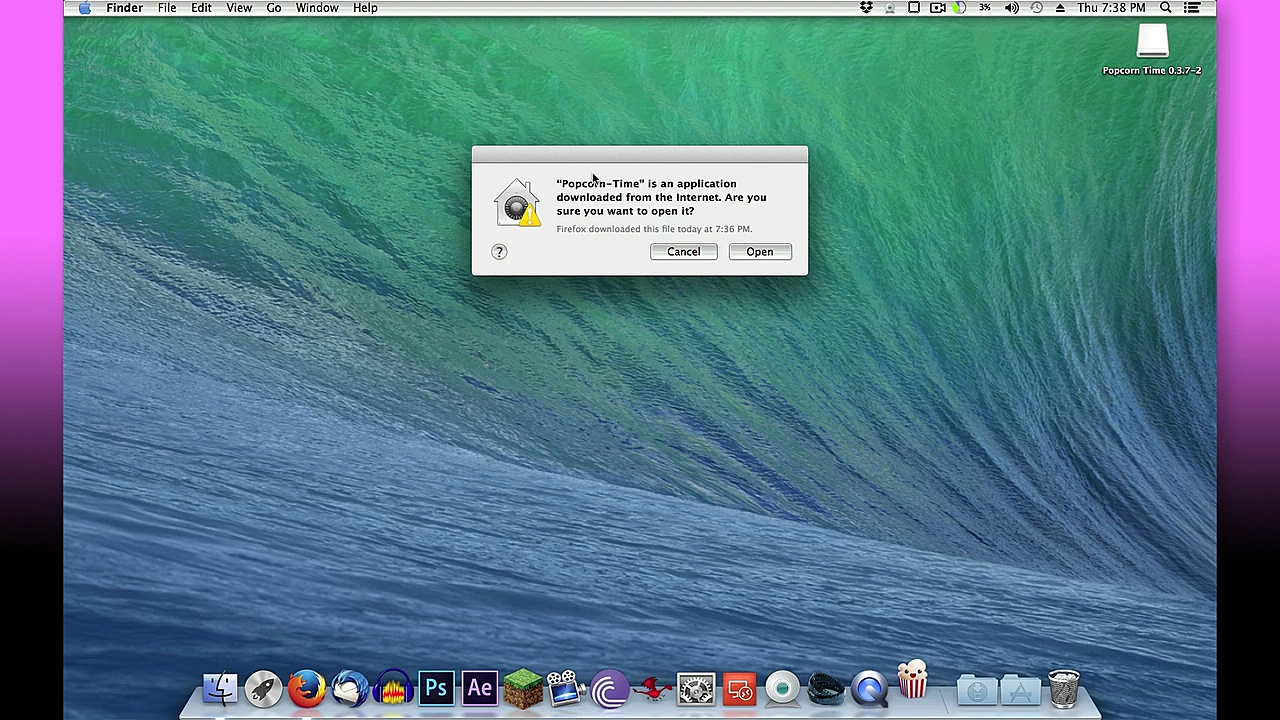 Finder File Edit View Go Window Help 3% Thu 7:38 PM
Popcorn Time 0.3.7-2
“Popcorn-Time” is an application
downloaded from the Internet. Are you
sure you want to open it?
Firefox downloaded this file today at 7:36 PM.
? Cancel Open
Ps Ae